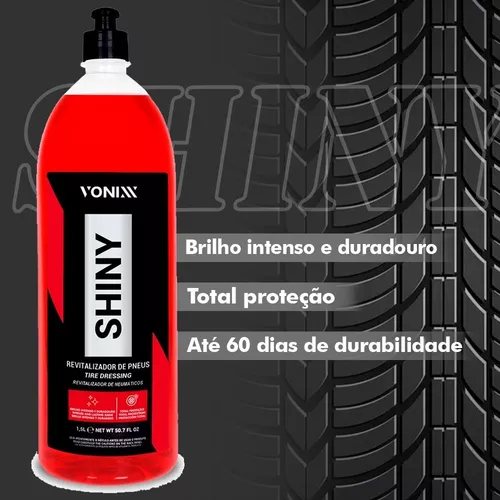 SHINY
VONIXX
SHINY
REVITALIZADOR DE PNEUS
TIRE DRESSING
REVITALIZADOR DE NEUMÁTICOS
1,5L e NET WT 50.7 FL OZ
Brilho intenso e duradouro
Total proteção
Até 60 dias de durabilidade